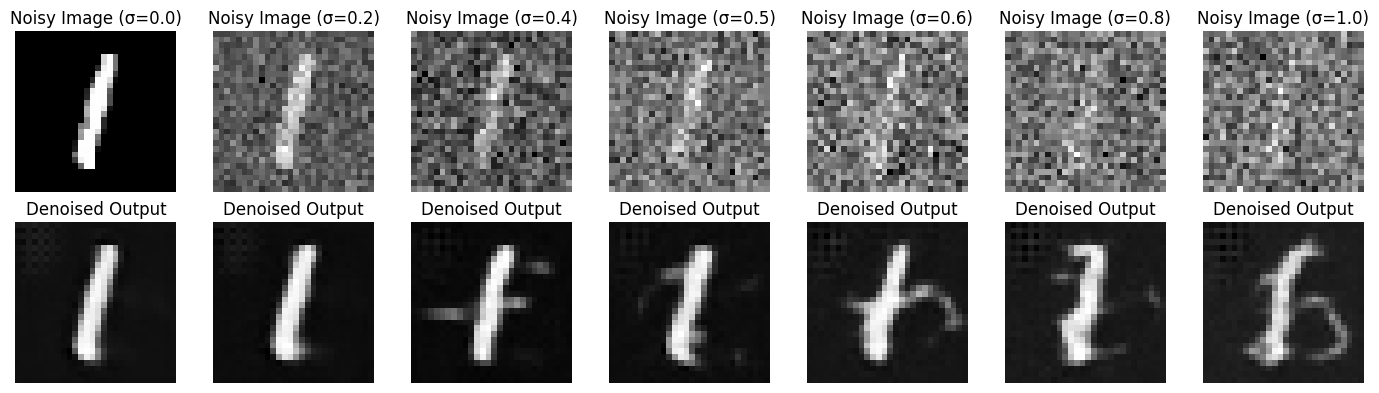 Noisy Image (σ=0.0) Noisy Image (σ=0.2) Noisy Image (σ=0.4) Noisy Image (σ=0.5) Noisy Image (σ=0.6) Noisy Image (σ=0.8) Noisy Image (σ=1.0)
Denoised Output Denoised Output Denoised Output Denoised Output Denoised Output Denoised Output Denoised Output